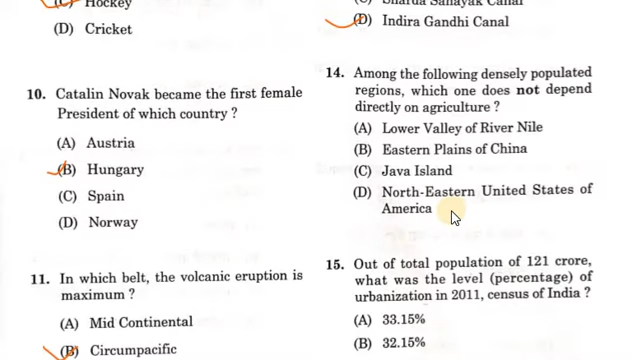 (C) Hockey
(D) Cricket
10. Catalin Novak became the first female
President of which country ?
(A) Austria
(B) Hungary
(C) Spain
(D) Norway
11. In which belt, the volcanic eruption is
maximum ?
(A) Mid Continental
(B) Circumpacific
(C) Sharda Sahayak Canal
(D) Indira Gandhi Canal
14. Among the following densely populated
regions, which one does not depend
directly on agriculture ?
(A) Lower Valley of River Nile
(B) Eastern Plains of China
(C) Java Island
(D) North-Eastern United States of
America
15. Out of total population of 121 crore,
what was the level (percentage) of
urbanization in 2011, census of India ?
(A) 33.15%
(B) 32.15%